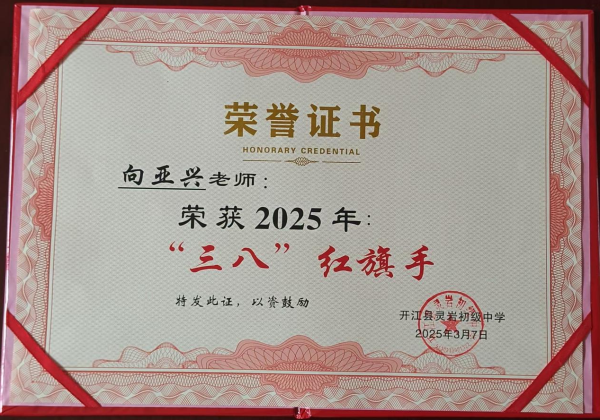 荣誉证书
HONORARY CREDENTIAL
向亚兴老师：
荣获2025年：
“三八”红旗手
特发此证，以资鼓励
开江县灵岩初级中学
2025年3月7日